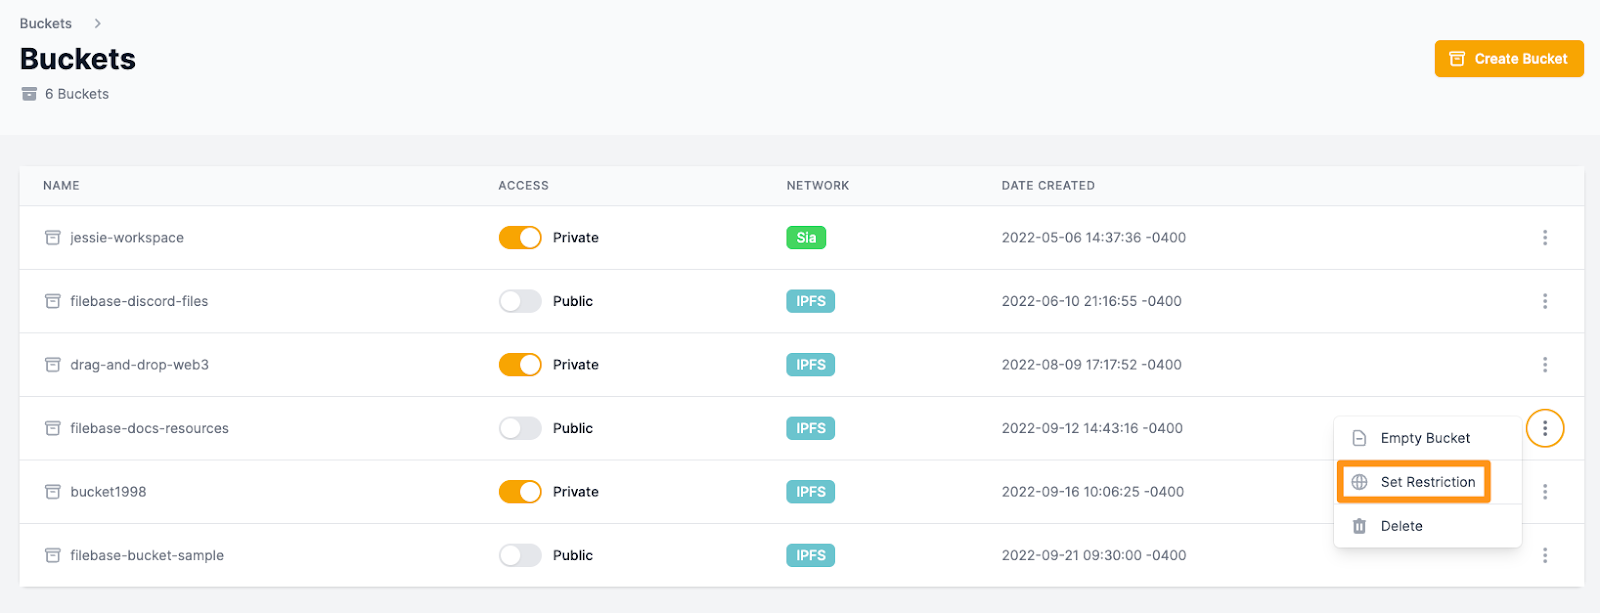 Buckets
Buckets
Create Bucket
6 Buckets
NAME ACCESS NETWORK DATE CREATED
jessie-workspace Private Sia 2022-05-06 14:37:36 -0400
filebase-discord-files Public IPFS 2022-06-10 21:16:55 -0400
drag-and-drop-web3 Private IPFS 2022-08-09 17:17:52 -0400
filebase-docs-resources Public IPFS 2022-09-12 14:43:16 -0400
Empty Bucket
Set Restriction
Delete
bucket1998 Private IPFS 2022-09-16 10:06:25 -0400
filebase-bucket-sample Public IPFS 2022-09-21 09:30:00 -0400